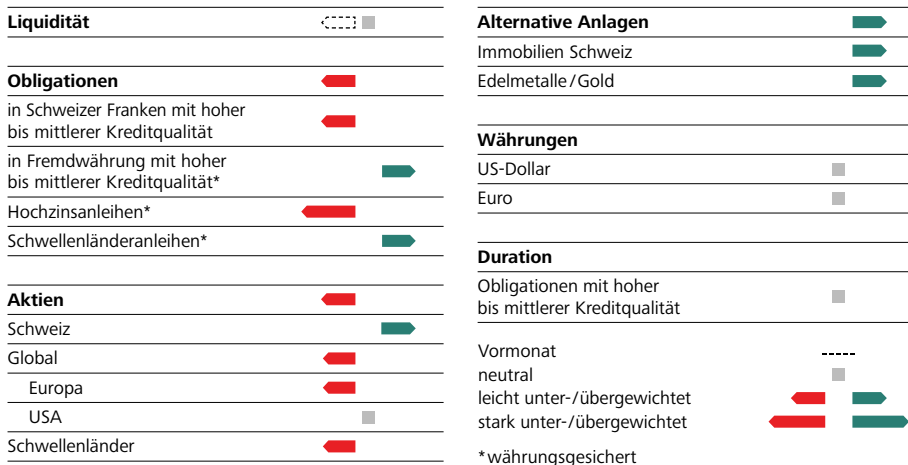 Liquidität
Obligationen
in Schweizer Franken mit hoher
bis mittlerer Kreditqualität
in Fremdwährung mit hoher
bis mittlerer Kreditqualität*
Hochzinsanleihen*
Schwellenländeranleihen*
Aktien
Schweiz
Global
Europa
USA
Schwellenländer
Alternative Anlagen
Immobilien Schweiz
Edelmetalle/Gold
Währungen
US-Dollar
Euro
Duration
Obligationen mit hoher
bis mittlerer Kreditqualität
Vormonat
neutral
leicht unter-/übergewichtet
stark unter-/übergewichtet
*währungsgesichert